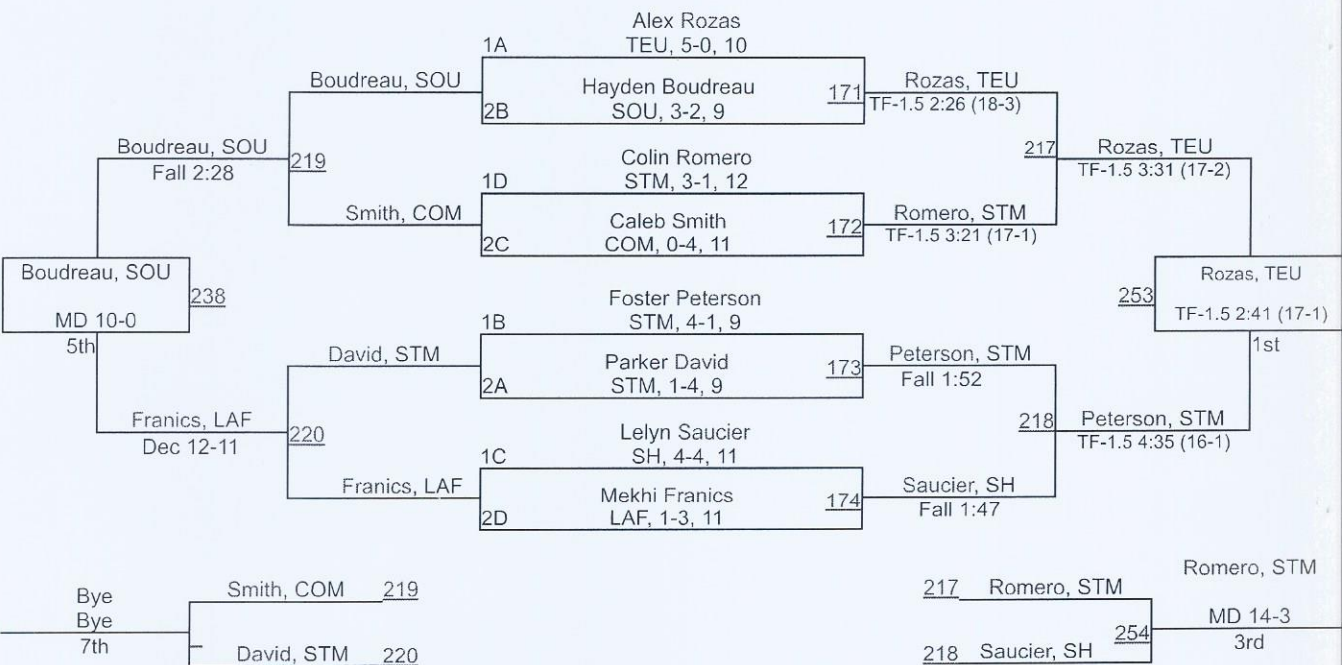 Alex Rozas
1A
TEU, 5-0, 10
Boudreau, SOU
Hayden Boudreau
171
Rozas, TEU
2B
SOU, 3-2, 9
TF-1.5 2:26 (18-3)
Boudreau, SOU
Fall 2:28
219
Colin Romero
217
Rozas, TEU
TF-1.5 3:31 (17-2)
1D
STM, 3-1, 12
Smith, COM
Caleb Smith
172
Romero, STM
2C
COM, 0-4, 11
TF-1.5 3:21 (17-1)
Boudreau, SOU
238
MD 10-0
5th
Foster Peterson
253
Rozas, TEU
TF-1.5 2:41 (17-1)
1st
1B
STM, 4-1, 9
David, STM
Parker David
173
Peterson, STM
2A
STM, 1-4, 9
Fall 1:52
Franics, LAF
Dec 12-11
220
Lelyn Saucier
218
Peterson, STM
TF-1.5 4:35 (16-1)
1C
SH, 4-4, 11
Franics, LAF
Mekhi Franics
174
Saucier, SH
2D
LAF, 1-3, 11
Fall 1:47
Bye
Bye
7th
Smith, COM
219
David, STM
220
217
Romero, STM
218
Saucier, SH
254
Romero, STM
MD 14-3
3rd